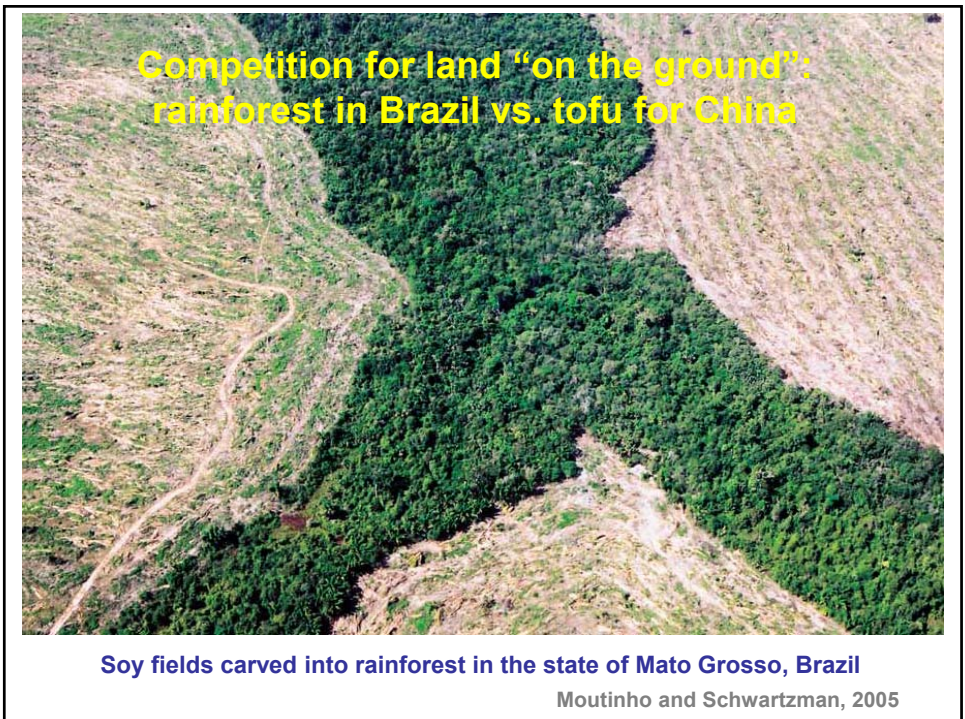 Competition for land “on the ground”:
rainforest in Brazil vs. tofu for China
Soy fields carved into rainforest in the state of Mato Grosso, Brazil
Moutinho and Schwartzman, 2005